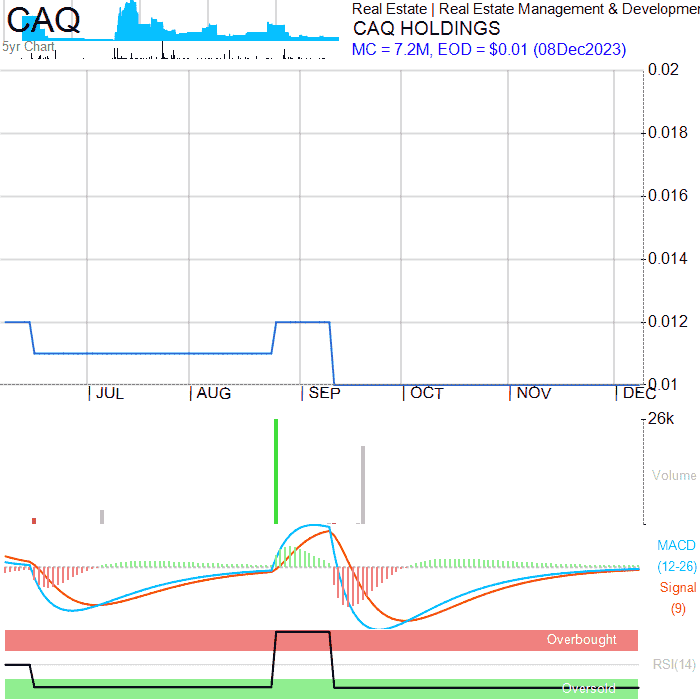 CAQ
5yr Chart
Real Estate | Real Estate Management & Developmen
CAQ HOLDINGS
MC = 7.2M, EOD = $0.01 (08Dec2023)
0.02
0.018
0.016
0.014
0.012
0.01
JUL AUG SEP OCT NOV DEC
26k
Volume
MACD
(12-26)
Signal
(9)
Overbought
RSI(14)
Oversold